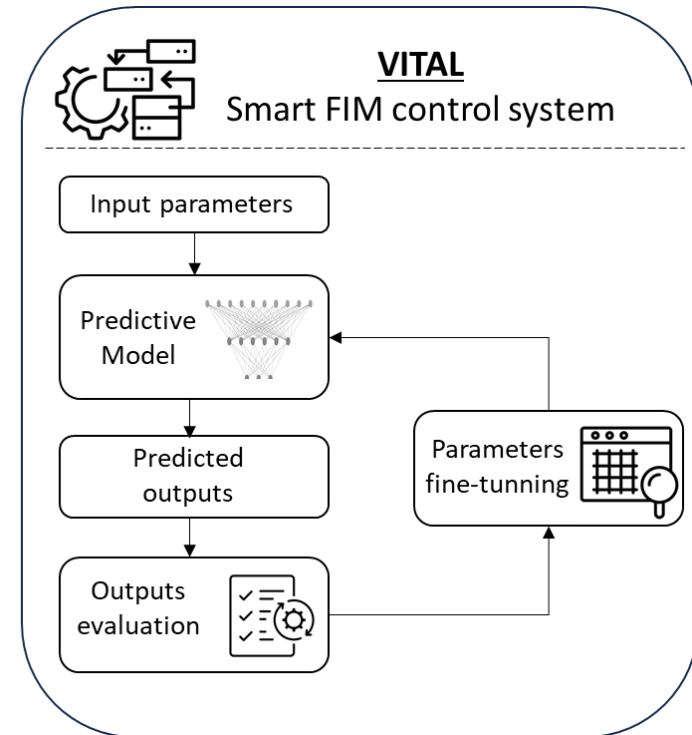 VITAL
Smart FIM control system
Input parameters
Predictive
Model
Predicted
outputs
Outputs
evaluation
Parameters
fine-tunning